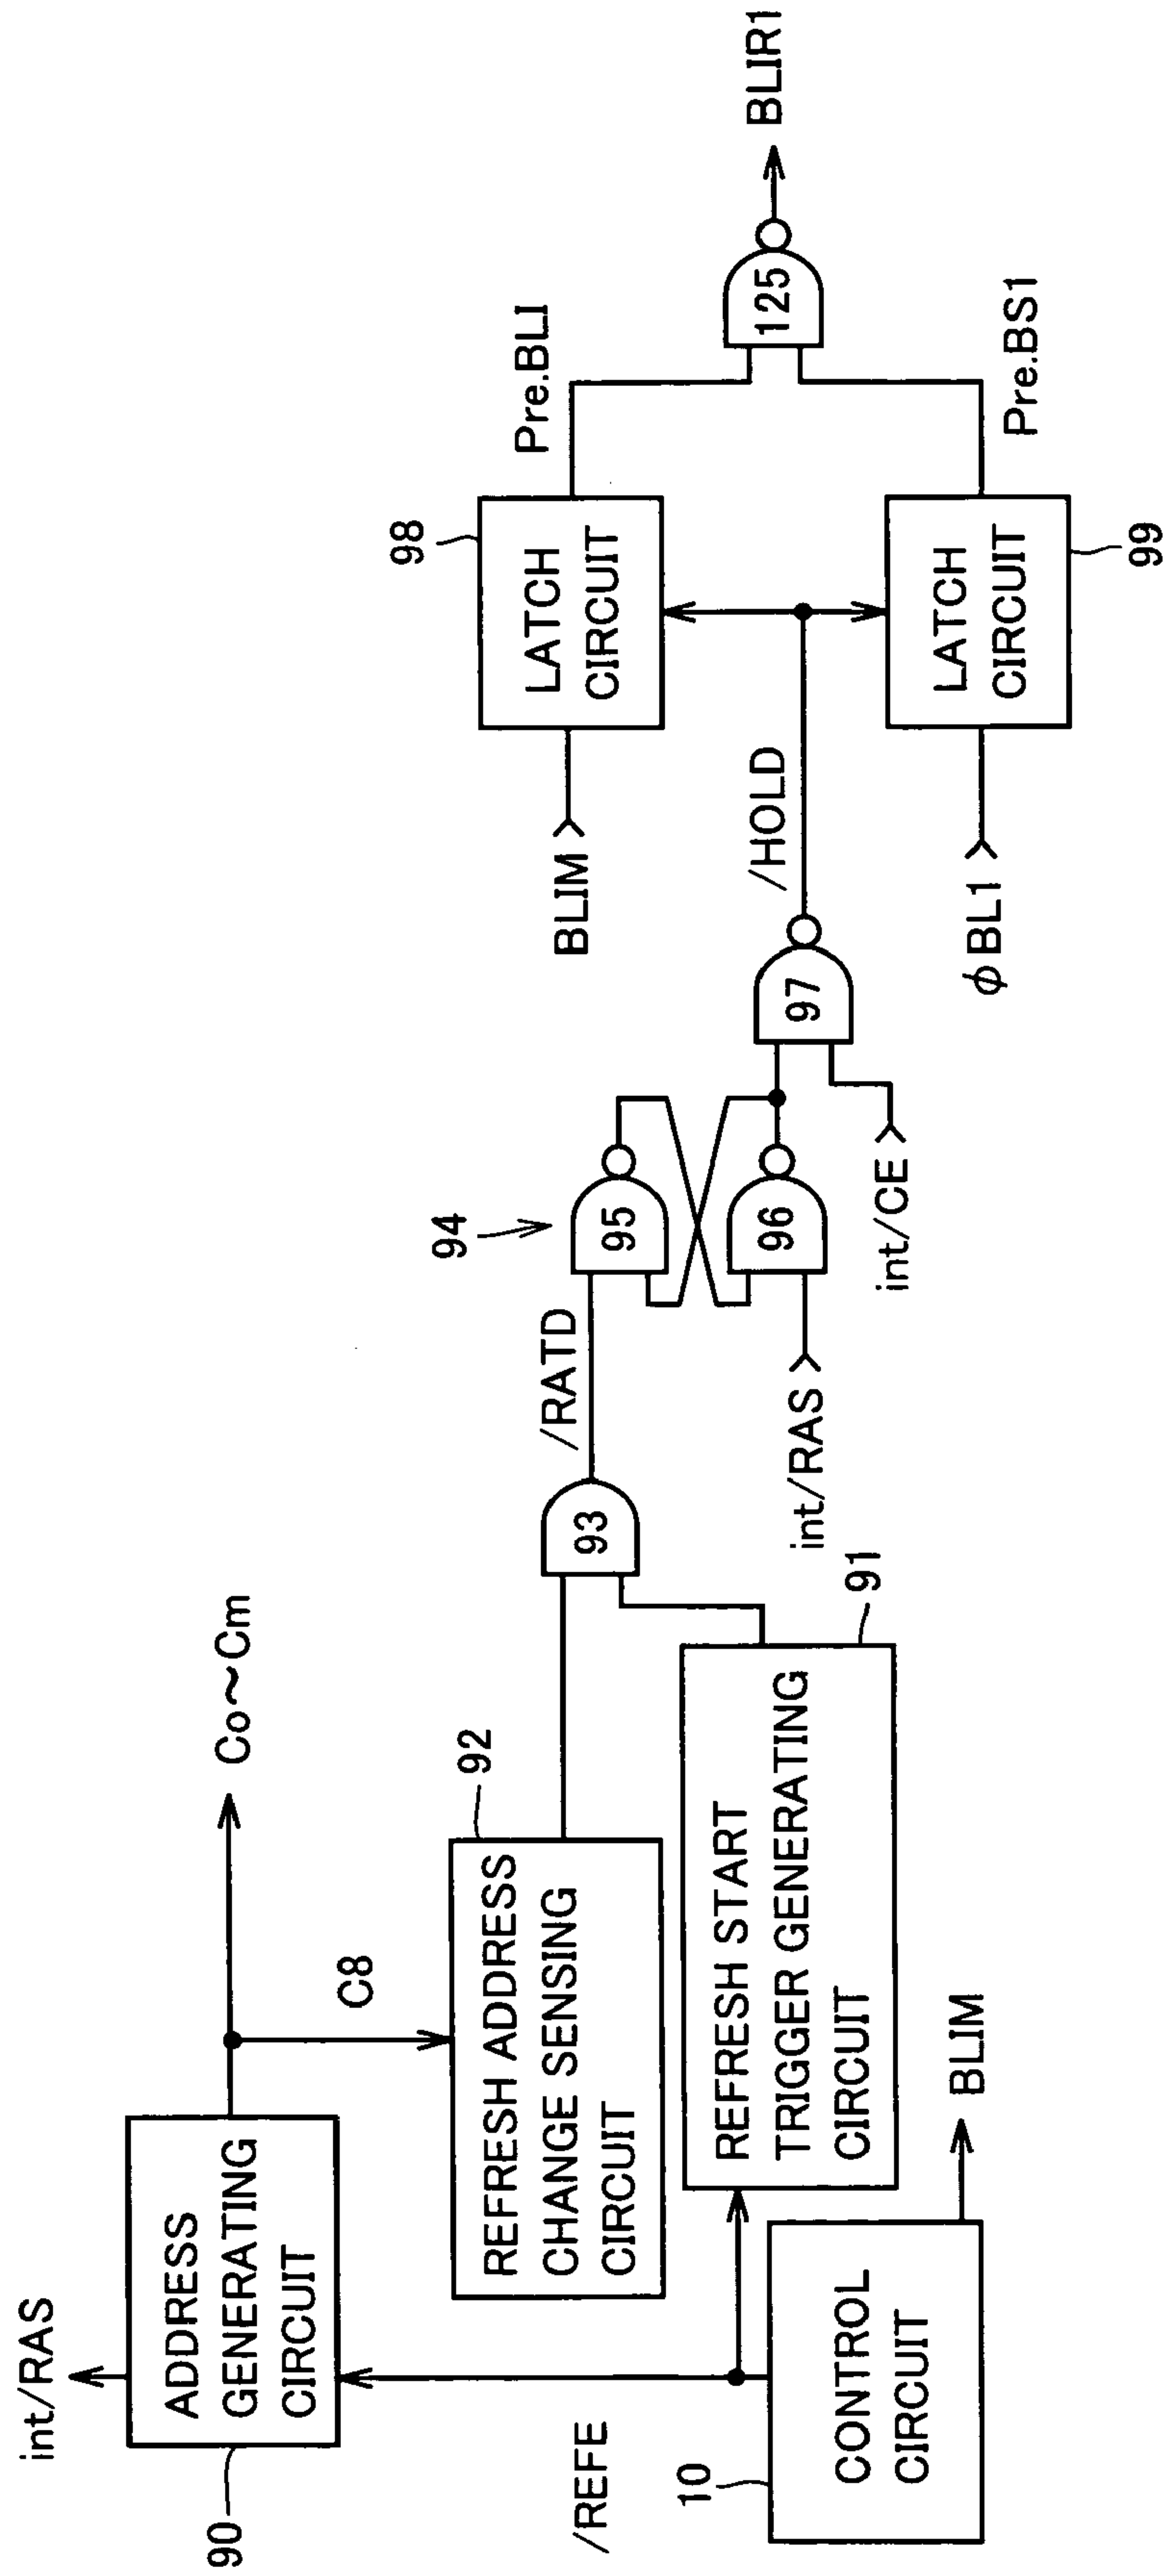 int/RAS
90
ADDRESS
GENERATING
CIRCUIT
Co~Cm
C8
/REFE
10
CONTROL
CIRCUIT
BLIM
92
REFRESH ADDRESS
CHANGE SENSING
CIRCUIT
91
REFRESH START
TRIGGER GENERATING
CIRCUIT
93
/RATD
94
95
96
int/RAS
int/CE
97
/HOLD
BLIM
98
LATCH
CIRCUIT
Pre.BLI
φBL1
99
LATCH
CIRCUIT
Pre.BS1
125
BLIR1